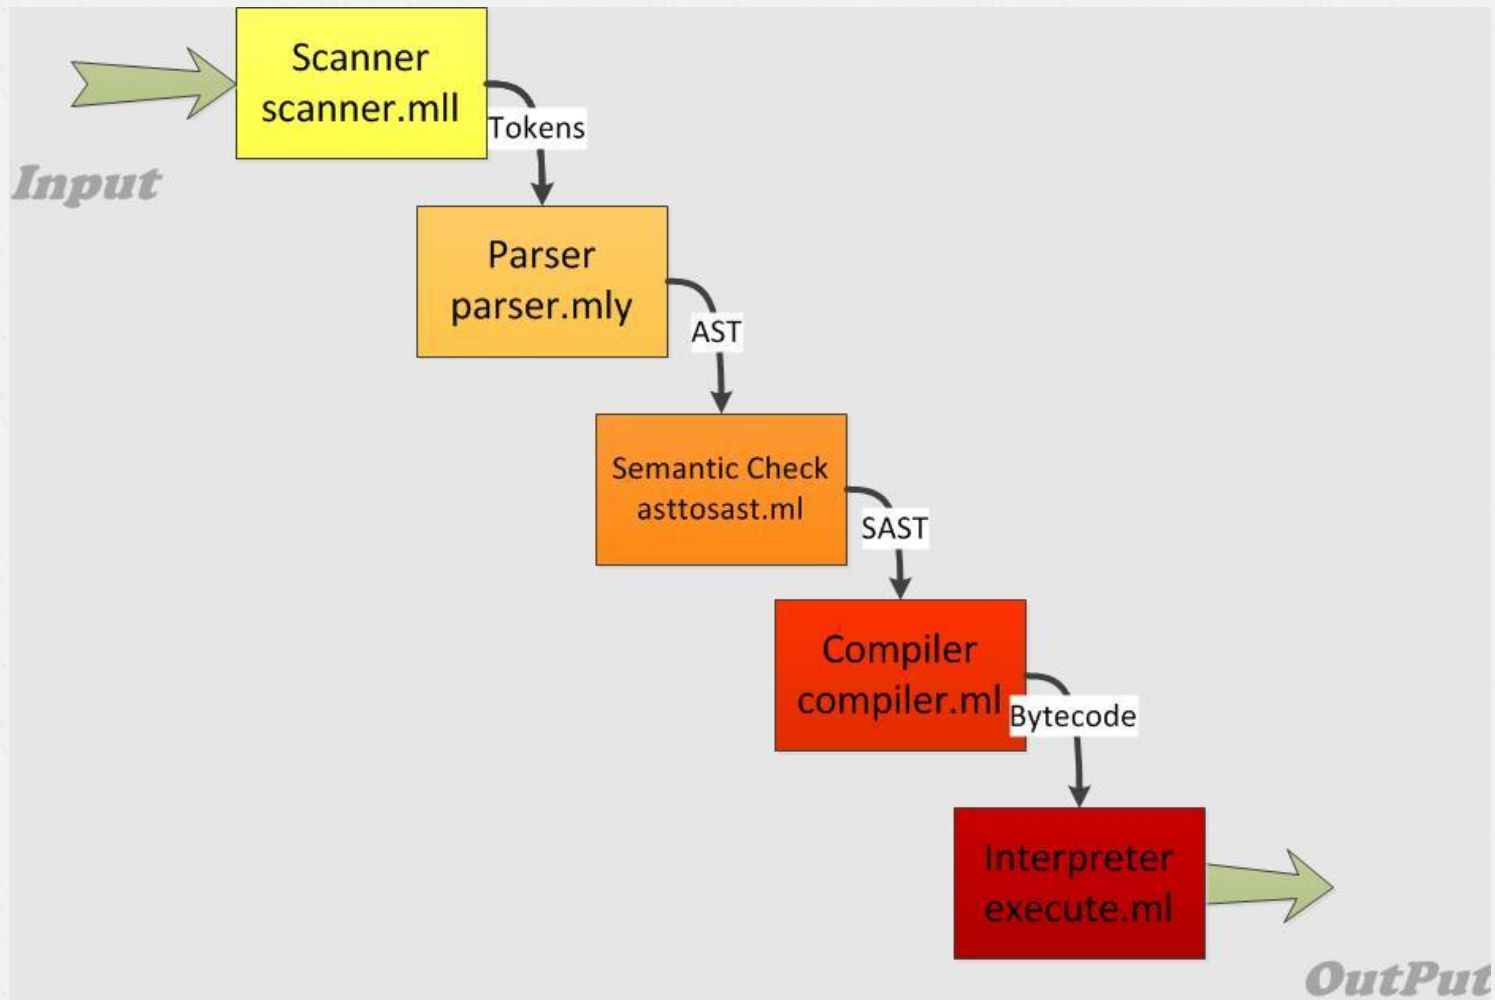 Scanner
scanner.mll
Tokens
Input
Parser
parser.mly
AST
Semantic Check
asttosast.ml
SAST
Compiler
compiler.ml
Bytecode
Interpreter
execute.ml
OutPut